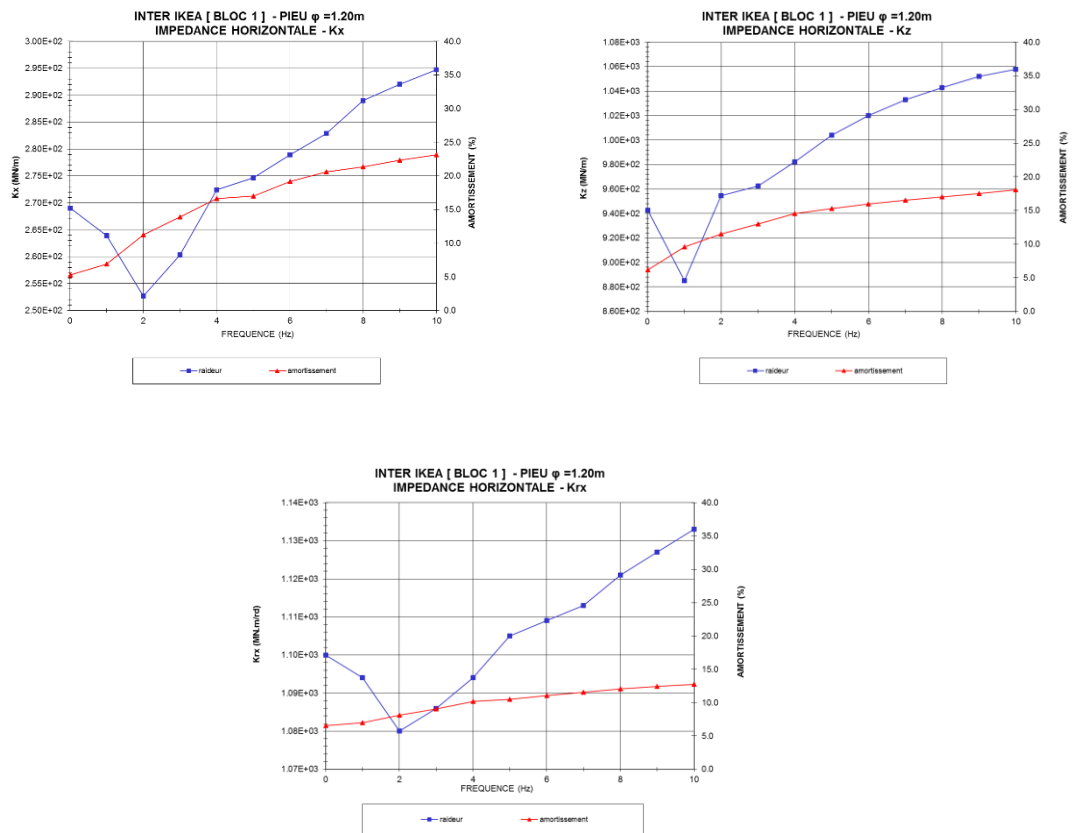 INTER IKEA [ BLOC 1 ] - PIEU φ =1.20m
IMPEDANCE HORIZONTALE - Kx
3.00E+02
2.95E+02
2.90E+02
2.85E+02
2.80E+02
2.75E+02
2.70E+02
2.65E+02
2.60E+02
2.55E+02
2.50E+02
Kx (MN/m)
40.0
35.0
30.0
25.0
20.0
15.0
10.0
5.0
0.0
AMORTISSEMENT (%)
0 2 4 6 8 10
FREQUENCE (Hz)
raideur amortissement
INTER IKEA [ BLOC 1 ] - PIEU φ =1.20m
IMPEDANCE HORIZONTALE - Kz
1.08E+03
1.06E+03
1.04E+03
1.02E+03
1.00E+03
9.80E+02
9.60E+02
9.40E+02
9.20E+02
9.00E+02
8.80E+02
8.60E+02
Kz (MN/m)
40.0
35.0
30.0
25.0
20.0
15.0
10.0
5.0
0.0
AMORTISSEMENT (%)
0 2 4 6 8 10
FREQUENCE (Hz)
raideur amortissement
INTER IKEA [ BLOC 1 ] - PIEU φ =1.20m
IMPEDANCE HORIZONTALE - Krx
1.14E+03
1.13E+03
1.12E+03
1.11E+03
1.10E+03
1.09E+03
1.08E+03
1.07E+03
Krx (MN.m/rd)
40.0
35.0
30.0
25.0
20.0
15.0
10.0
5.0
0.0
AMORTISSEMENT (%)
0 2 4 6 8 10
FREQUENCE (Hz)
raideur amortissement